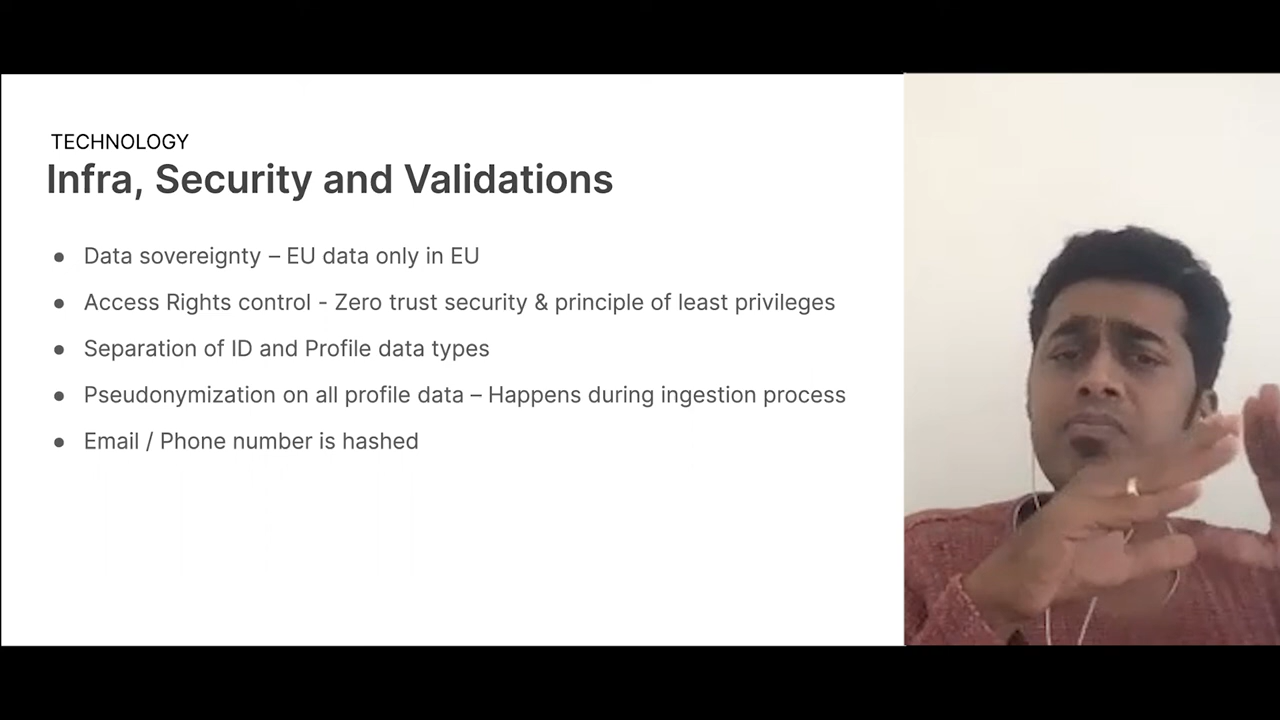 TECHNOLOGY
Infra, Security and Validations
● Data sovereignty – EU data only in EU
● Access Rights control - Zero trust security & principle of least privileges
● Separation of ID and Profile data types
● Pseudonymization on all profile data – Happens during ingestion process
● Email / Phone number is hashed